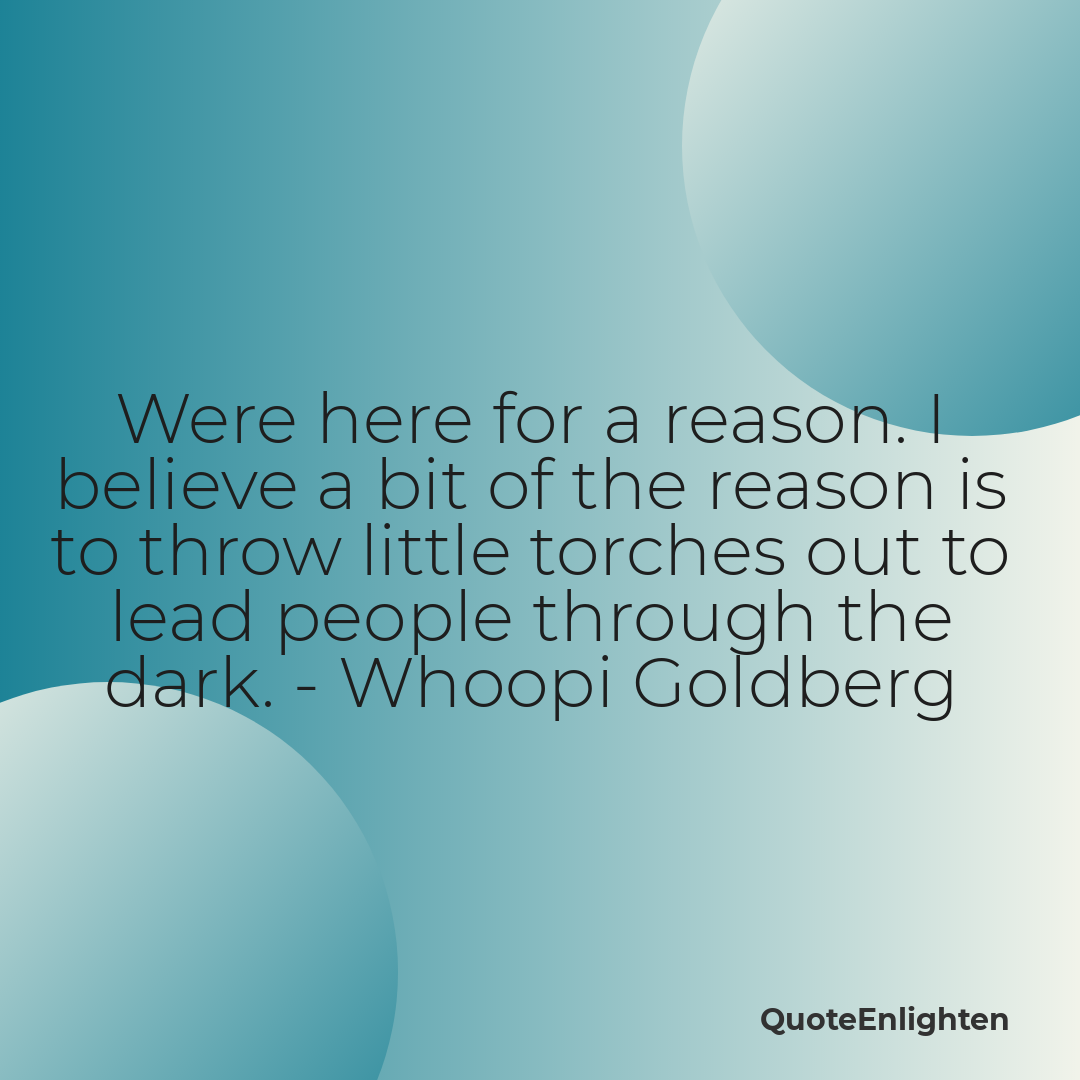 Were here for a reason. I
believe a bit of the reason is
to throw little torches out to
lead people through the
dark. - Whoopi Goldberg
QuoteEnlighten